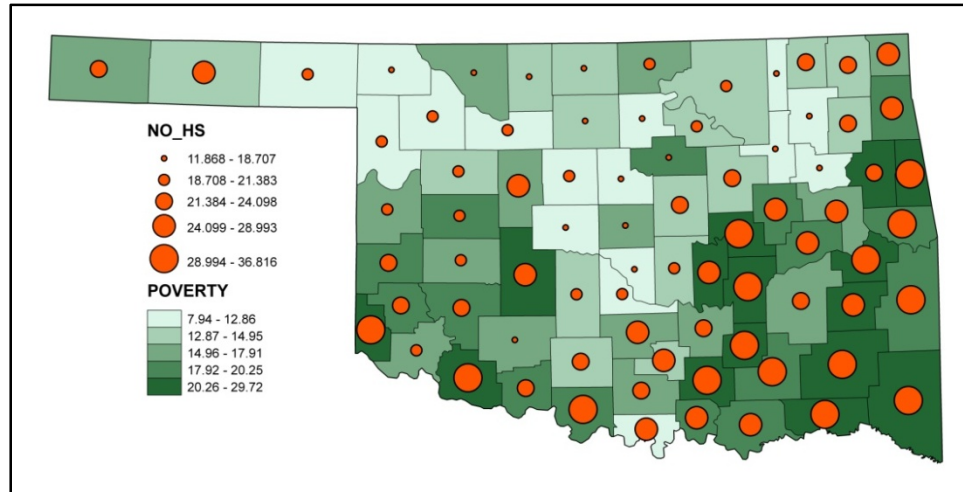 NO_HS
11.868 - 18.707
18.708 - 21.383
21.384 - 24.098
24.099 - 28.993
28.994 - 36.816
POVERTY
7.94 - 12.86
12.87 - 14.95
14.96 - 17.91
17.92 - 20.25
20.26 - 29.72